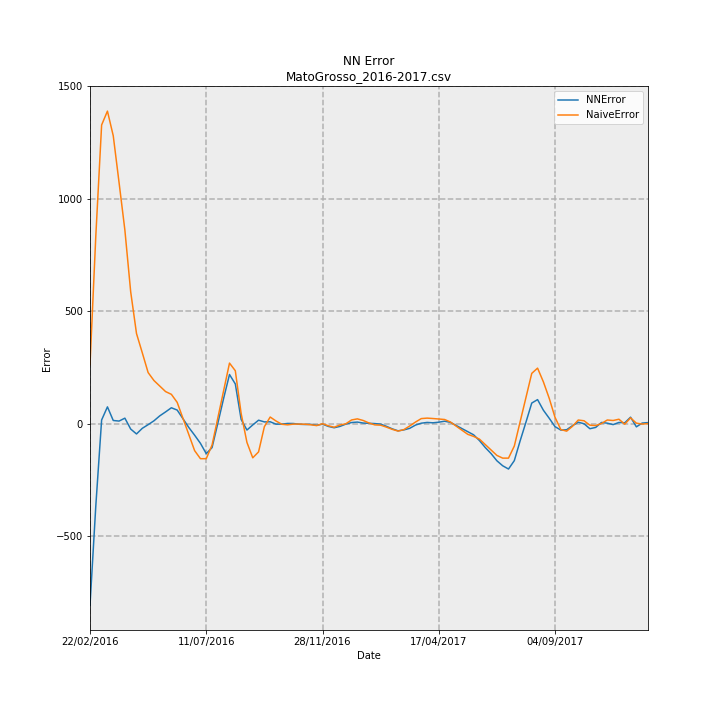 NN Error
MatoGrosso_2016-2017.csv
NNError
NaiveError
1500
1000
500
0
−500
Error
22/02/2016 11/07/2016 28/11/2016 17/04/2017 04/09/2017
Date